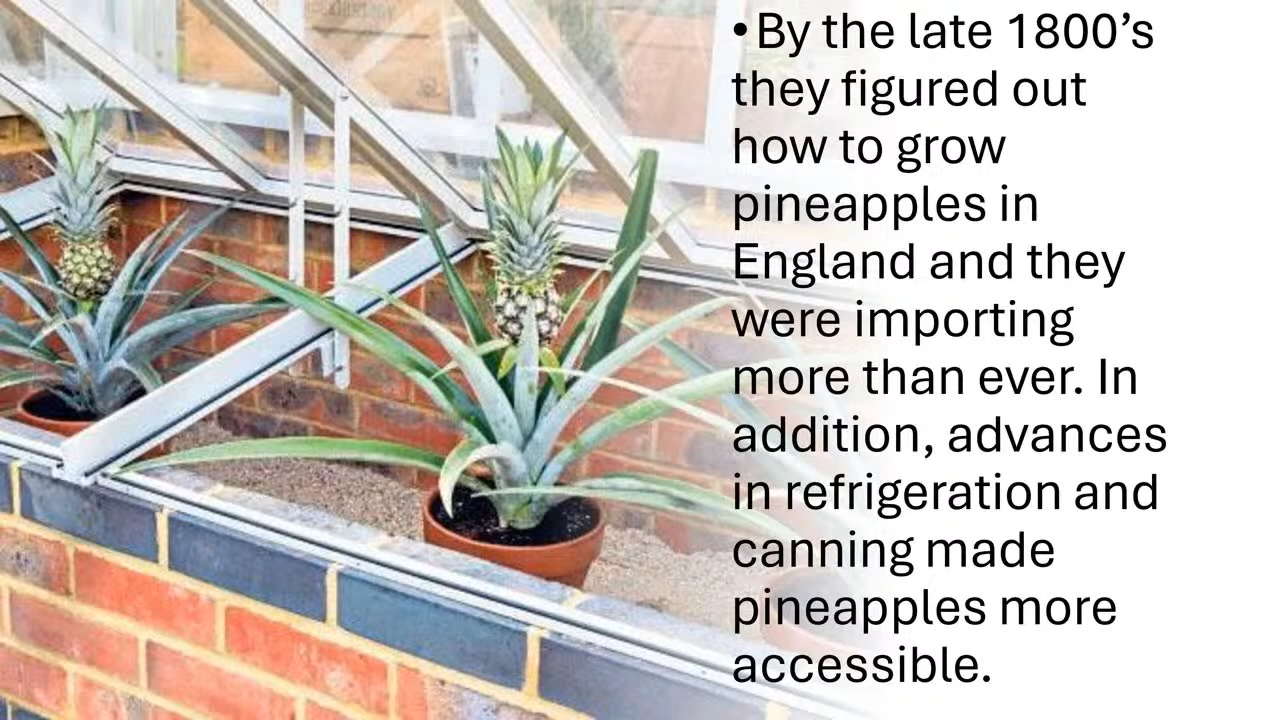 •By the late 1800’s
they figured out
how to grow
pineapples in
England and they
were importing
more than ever. In
addition, advances
in refrigeration and
canning made
pineapples more
accessible.